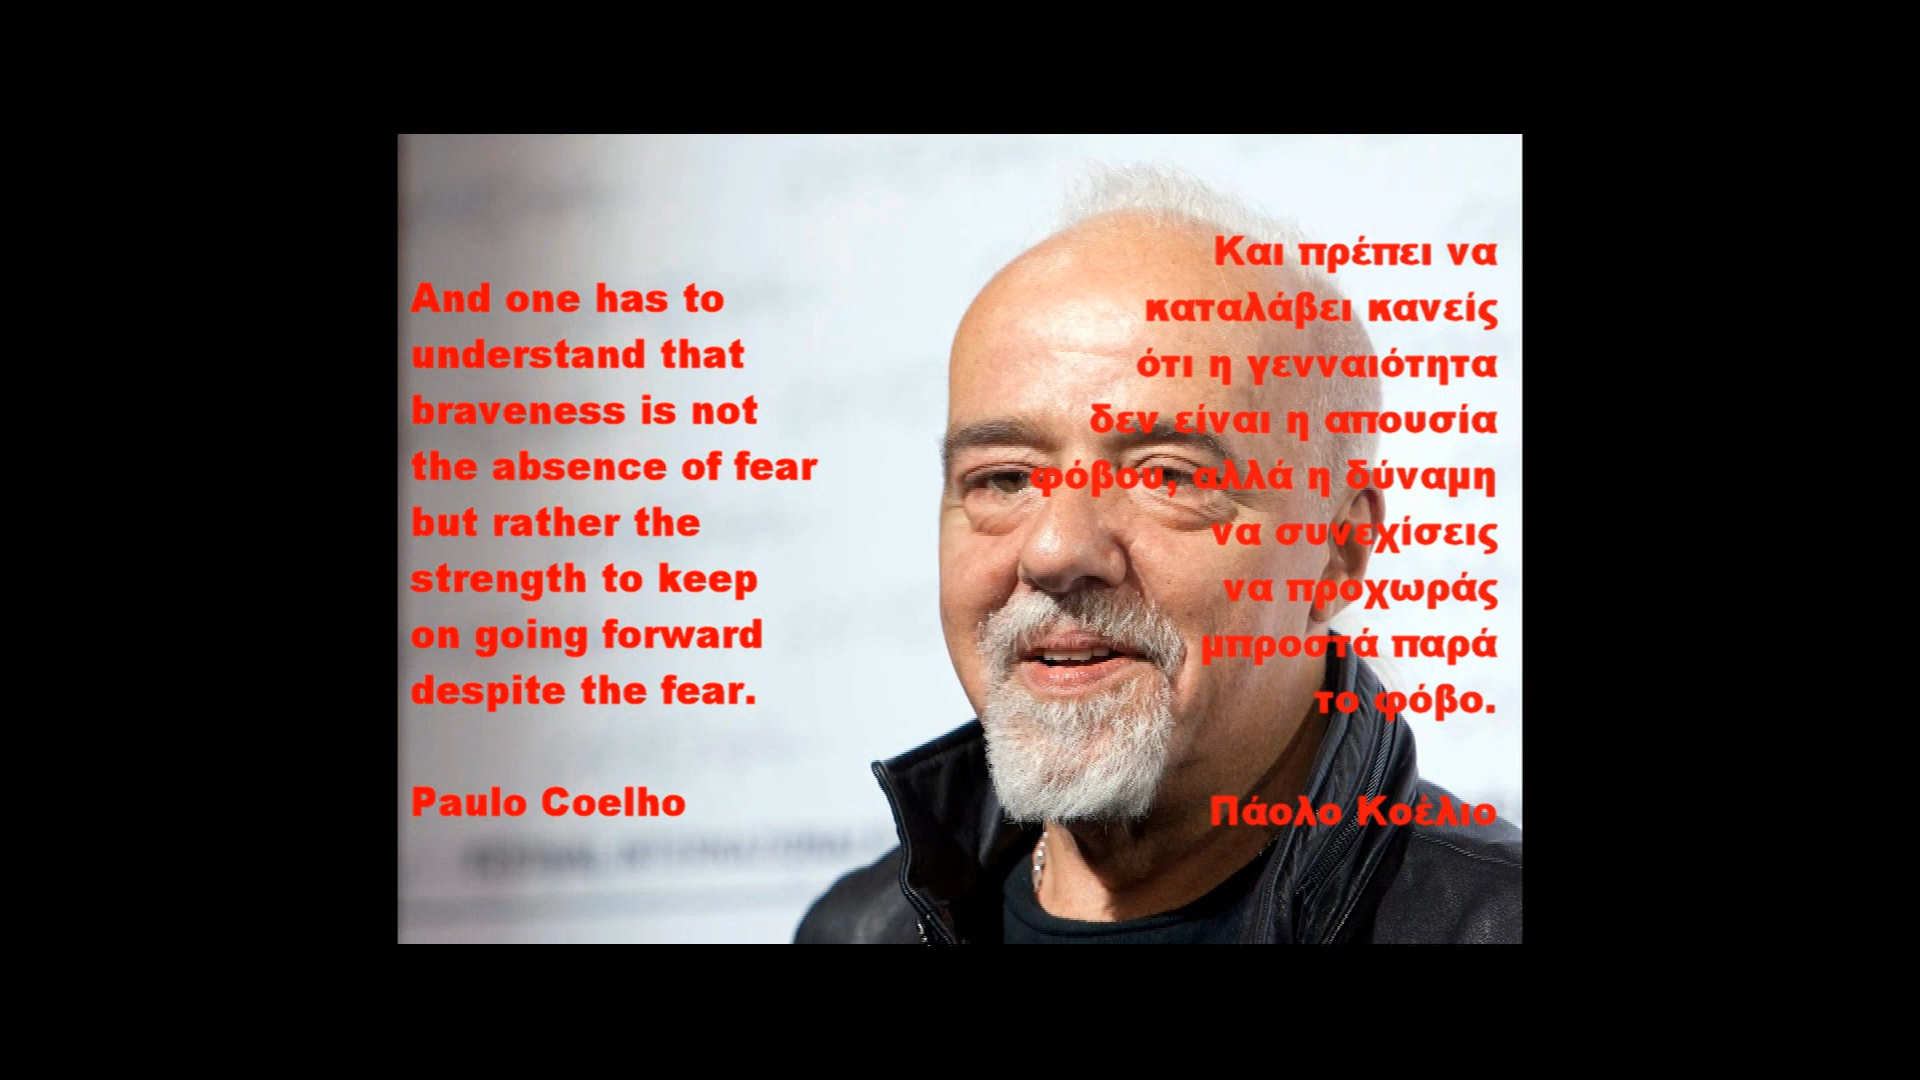 And one has to
understand that
braveness is not
the absence of fear
but rather the
strength to keep
on going forward
despite the fear.
Paulo Coelho
Και πρέπει να
καταλάβει κανείς
ότι η γενναιότητα
δεν είναι η απουσία
φόβου, αλλά η δύναμη
να συνεχίσεις
να προχωράς
μπροστά παρά
το φόβο.
Πάολο Κοέλιο